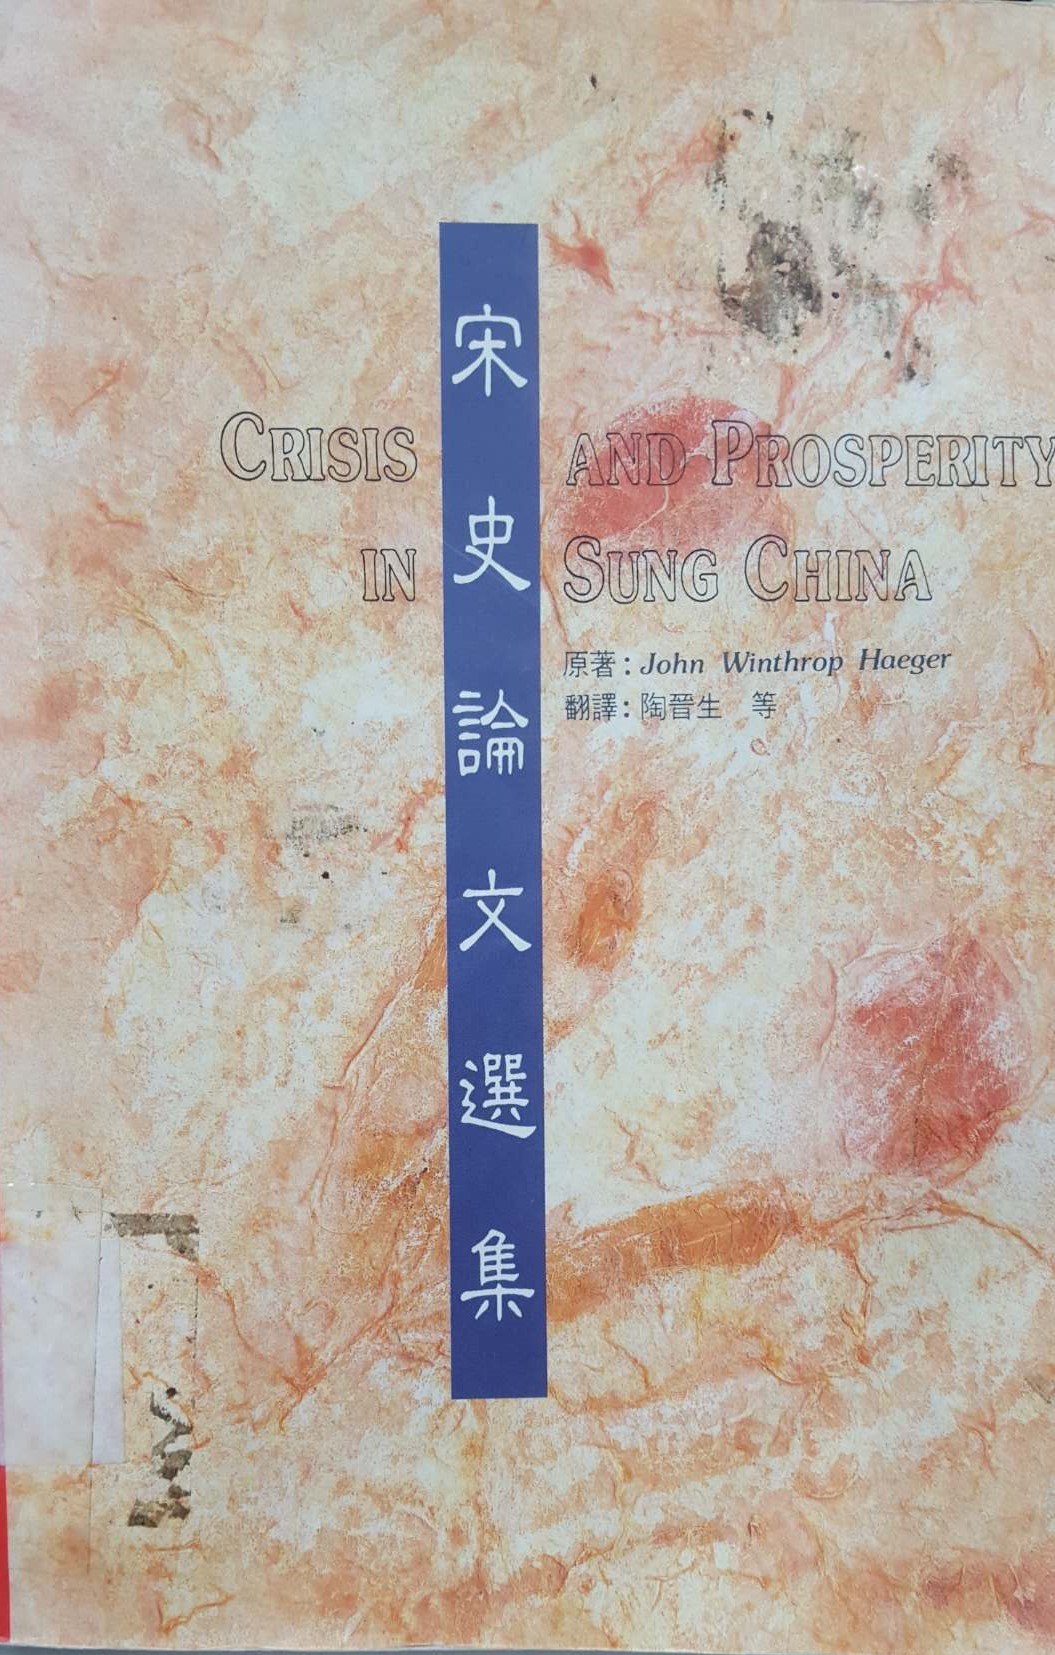 宋史論文選集
CRISIS AND PROSPERITY
IN SUNG CHINA
原著：John Winthrop Haeger
翻譯：陶晉生 等